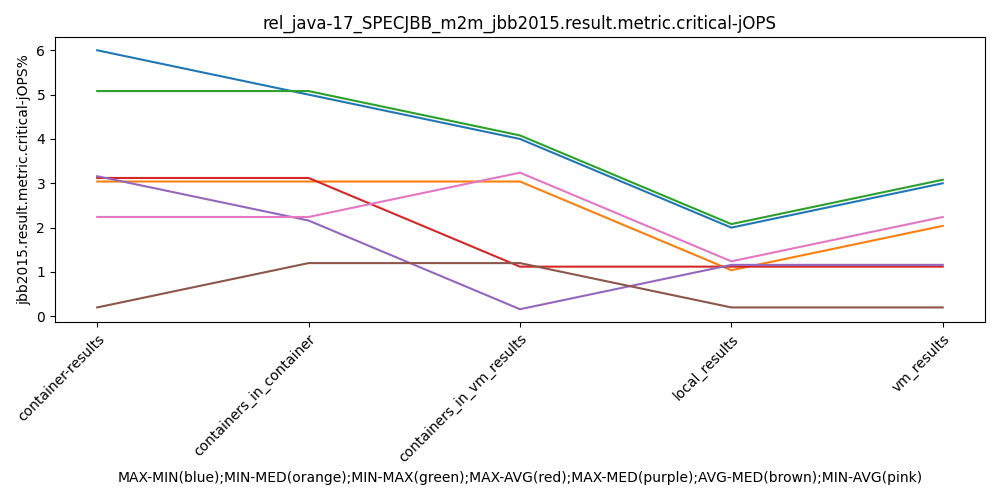 rel_java-17_SPECJBB_m2m_jbb2015.result.metric.critical-jOPS
jbb2015.result.metric.critical-jOPS%
6
5
4
3
2
1
0
container-results
containers_in_container
containers_in_vm_results
local_results
vm_results
MAX-MIN(blue);MIN-MED(orange);MIN-MAX(green);MAX-AVG(red);MAX-MED(purple);AVG-MED(brown);MIN-AVG(pink)